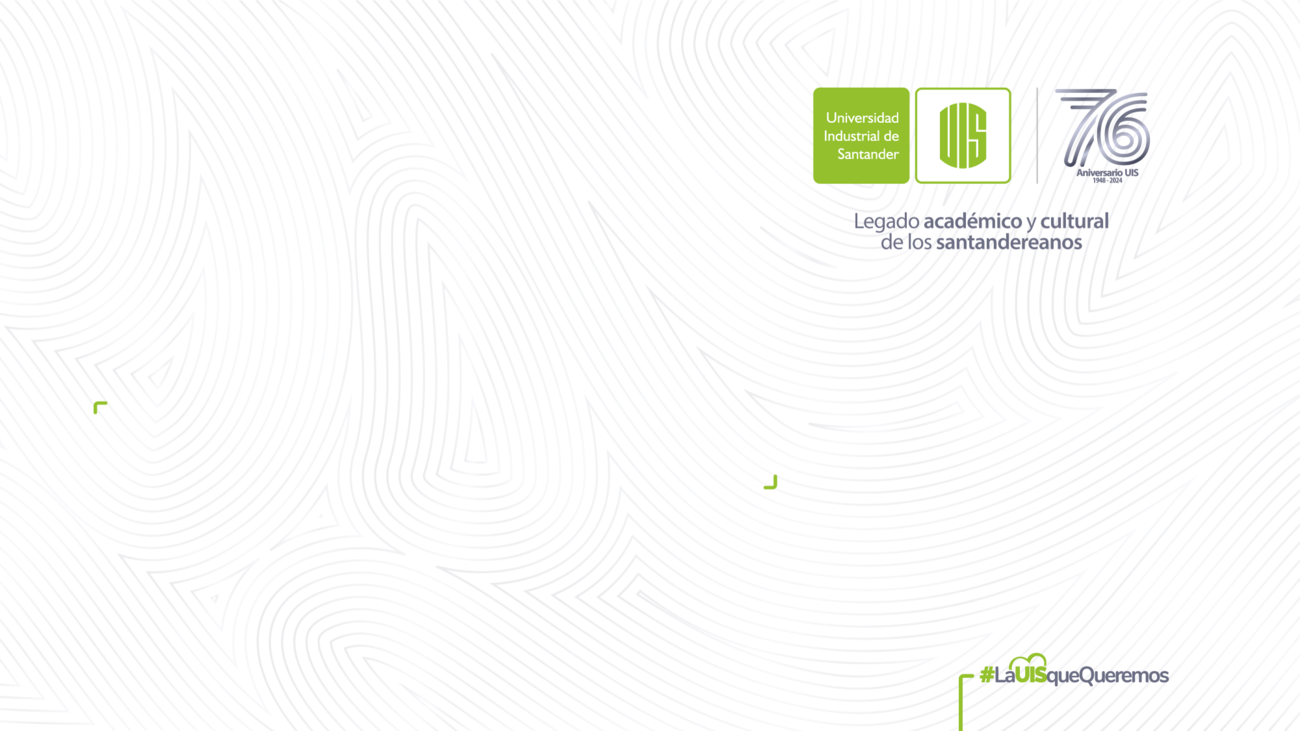 Universidad
Industrial de
Santander
UIS
76
Aniversario UIS
1948 - 2024
Legado académico y cultural
de los santandereanos
#LaUISqueQueremos